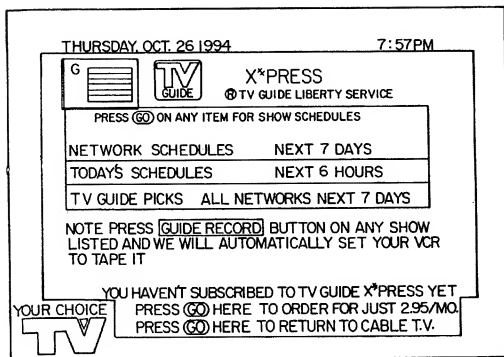 THURSDAY, OCT. 26 1994 7:57PM
G
TV
GUIDE
X*PRESS
® TV GUIDE LIBERTY SERVICE
PRESS GO ON ANY ITEM FOR SHOW SCHEDULES
NETWORK SCHEDULES NEXT 7 DAYS
TODAY'S SCHEDULES NEXT 6 HOURS
TV GUIDE PICKS ALL NETWORKS NEXT 7 DAYS
NOTE PRESS GUIDE RECORD BUTTON ON ANY SHOW
LISTED AND WE WILL AUTOMATICALLY SET YOUR VCR
TO TAPE IT
YOU HAVEN'T SUBSCRIBED TO TV GUIDE X*PRESS YET
PRESS GO HERE TO ORDER FOR JUST 2.95/MO.
PRESS GO HERE TO RETURN TO CABLE T.V.
YOUR CHOICE
TV